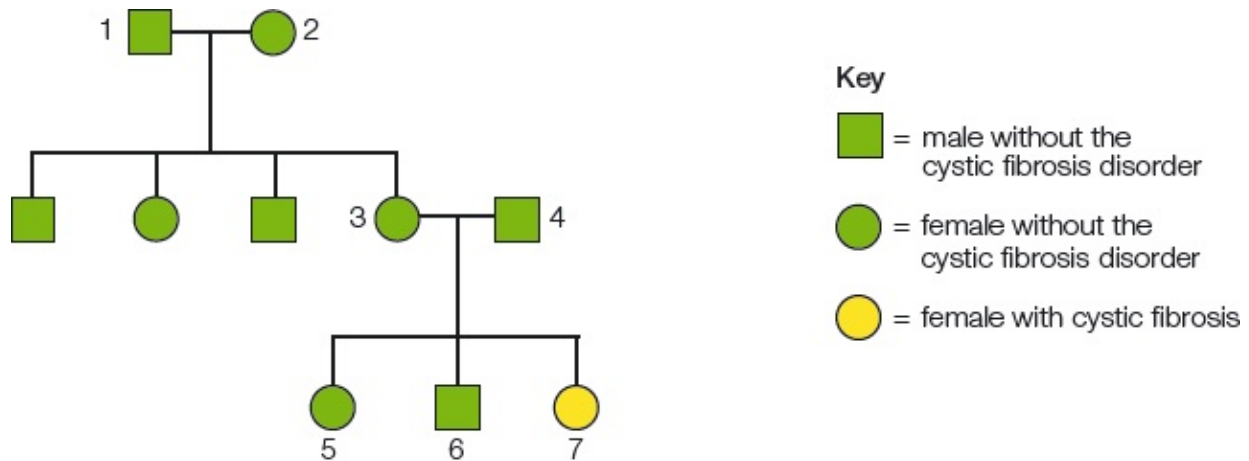 1
2
3
4
5
6
7
Key
= male without the
cystic fibrosis disorder
= female without the
cystic fibrosis disorder
= female with cystic fibrosis